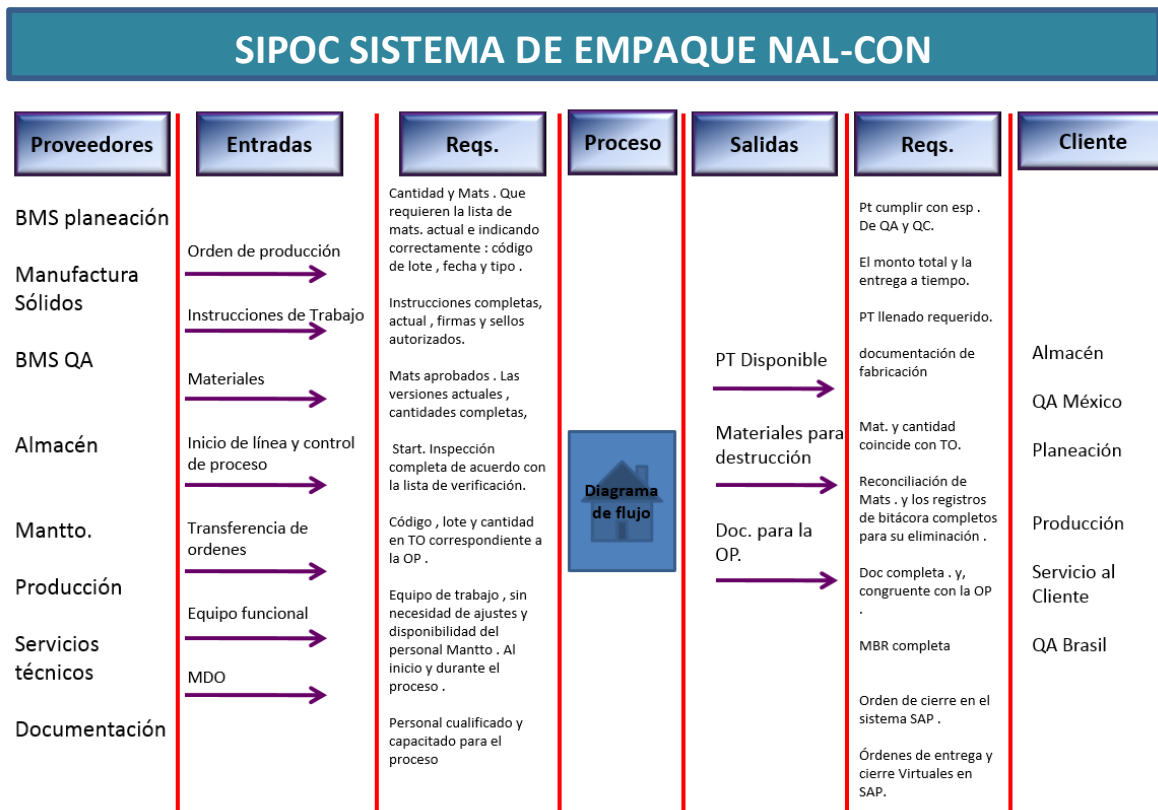 SIPOC SISTEMA DE EMPAQUE NAL-CON
Proveedores
BMS planeación
Manufactura
Sólidos
BMS QA
Almacén
Mantto.
Producción
Servicios
técnicos
Documentación
Entradas
Orden de producción
Instrucciones de Trabajo
Materiales
Inicio de línea y control
de proceso
Transferencia de
ordenes
Equipo funcional
MDO
Reqs.
Cantidad y Mats . Que
requieren la lista de
mats. actual e indicando
correctamente : código
de lote , fecha y tipo .
Instrucciones completas,
actual , firmas y sellos
autorizados.
Mats aprobados . Las
versiones actuales ,
cantidades completas,
Start. Inspección
completa de acuerdo con
la lista de verificación.
Código , lote y cantidad
en TO correspondiente a
la OP .
Equipo de trabajo , sin
necesidad de ajustes y
disponibilidad del
personal Mantto . Al
inicio y durante el
proceso .
Personal cualificado y
capacitado para el
proceso
Proceso
Diagrama
de flujo
Salidas
PT Disponible
Materiales para
destrucción
Doc. para la
OP.
Reqs.
Pt cumplir con esp .
De QA y QC.
El monto total y la
entrega a tiempo.
PT llenado requerido.
documentación de
fabricación
Mat. y cantidad
coincide con TO.
Reconciliación de
Mats . y los registros
de bitácora completos
para su eliminación .
Doc completa . y,
congruente con la OP
.
MBR completa
Orden de cierre en el
sistema SAP .
Órdenes de entrega y
cierre Virtuales en
SAP.
Cliente
Almacén
QA México
Planeación
Producción
Servicio al
Cliente
QA Brasil